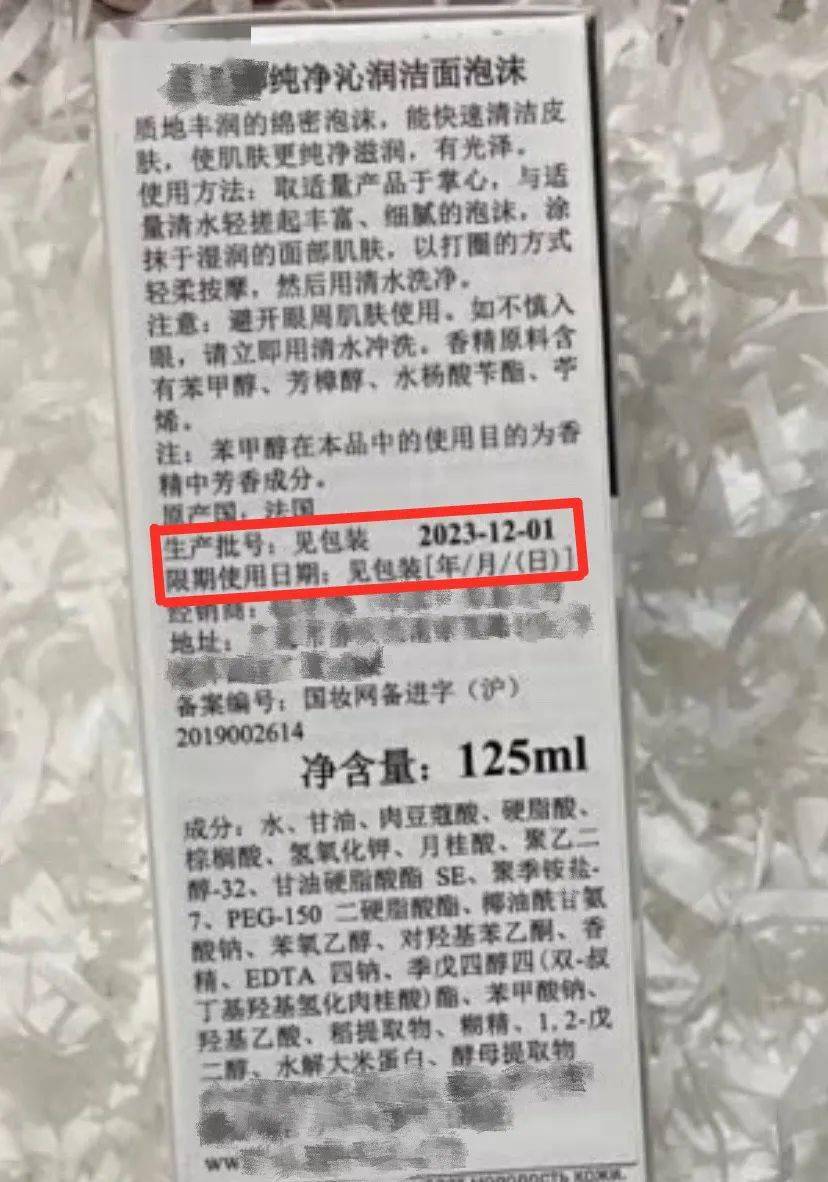 纯净沁润洁面泡沫
质地丰润的绵密泡沫，能快速清洁皮
肤，使肌肤更纯净滋润，有光泽。
使用方法：取适量产品于掌心，与适
量清水轻搓起丰富、细腻的泡沫，涂
抹于湿润的面部肌肤，以打圈的方式
轻柔按摩，然后用清水洗净。
注意：避开眼周肌肤使用。如不慎入
眼，请立即用清水冲洗。香精原料含
有苯甲醇、芳樟醇、水杨酸苄酯、苧
烯。
注：苯甲醇在本品中的使用目的为香
精中芳香成分。
原产国：法国
生产批号：见包装 2023-12-01
限期使用日期：见包装[年/月/(日)]
经销商：
地址：
备案编号：国妆网备进字（沪）
2019002614
净含量：125ml
成分：水、甘油、肉豆蔻酸、硬脂酸、
棕榈酸、氢氧化钾、月桂酸、聚乙二
醇-32、甘油硬脂酸酯 SE、聚季铵盐-
7、PEG-150 二硬脂酸酯、椰油酰甘氨
酸钠、苯氧乙醇、对羟基苯乙酮、香
精、EDTA 四钠、季戊四醇四(双-叔
丁基羟基氢化肉桂酸)酯、苯甲酸钠、
羟基乙酸、稻提取物、糊精、1,2-戊
二醇、水解大米蛋白、酵母提取物
ww
МОЛОДОСТЬ КОЖИ.